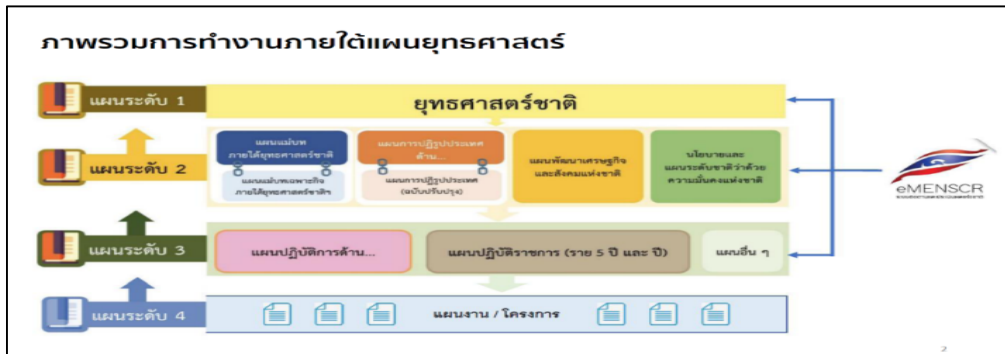 ภาพรวมการทำงานภายใต้แผนยุทธศาสตร์
แผนระดับ 1
ยุทธศาสตร์ชาติ
แผนระดับ 2
แผนแม่บท
ภายใต้ยุทธศาสตร์ชาติ
แผนแม่บทเฉพาะกิจ
ภายใต้ยุทธศาสตร์ชาติฯ
แผนการปฏิรูปประเทศ
ด้าน...
แผนการปฏิรูปประเทศ
(ฉบับปรับปรุง)
แผนพัฒนาเศรษฐกิจ
และสังคมแห่งชาติ
นโยบายและ
แผนระดับชาติว่าด้วย
ความมั่นคงแห่งชาติ
eMENSCR
แผนระดับ 3
แผนปฏิบัติการด้าน...
แผนปฏิบัติราชการ (ราย 5 ปี และ ปี)
แผนอื่น ๆ
แผนระดับ 4
แผนงาน / โครงการ
2